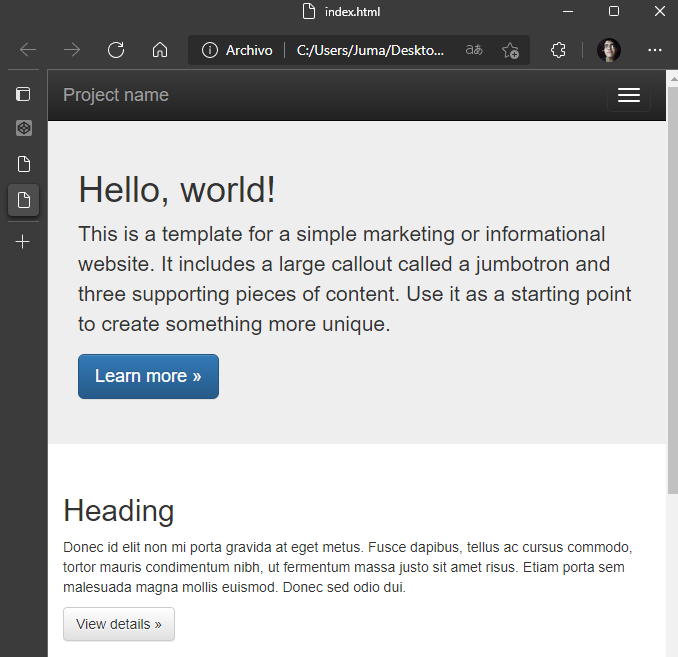 index.html
Archivo
C:/Users/Juma/Deskto...
aあ
Project name
Hello, world!
This is a template for a simple marketing or informational
website. It includes a large callout called a jumbotron and
three supporting pieces of content. Use it as a starting point
to create something more unique.
Learn more »
Heading
Donec id elit non mi porta gravida at eget metus. Fusce dapibus, tellus ac cursus commodo,
tortor mauris condimentum nibh, ut fermentum massa justo sit amet risus. Etiam porta sem
malesuada magna mollis euismod. Donec sed odio dui.
View details »